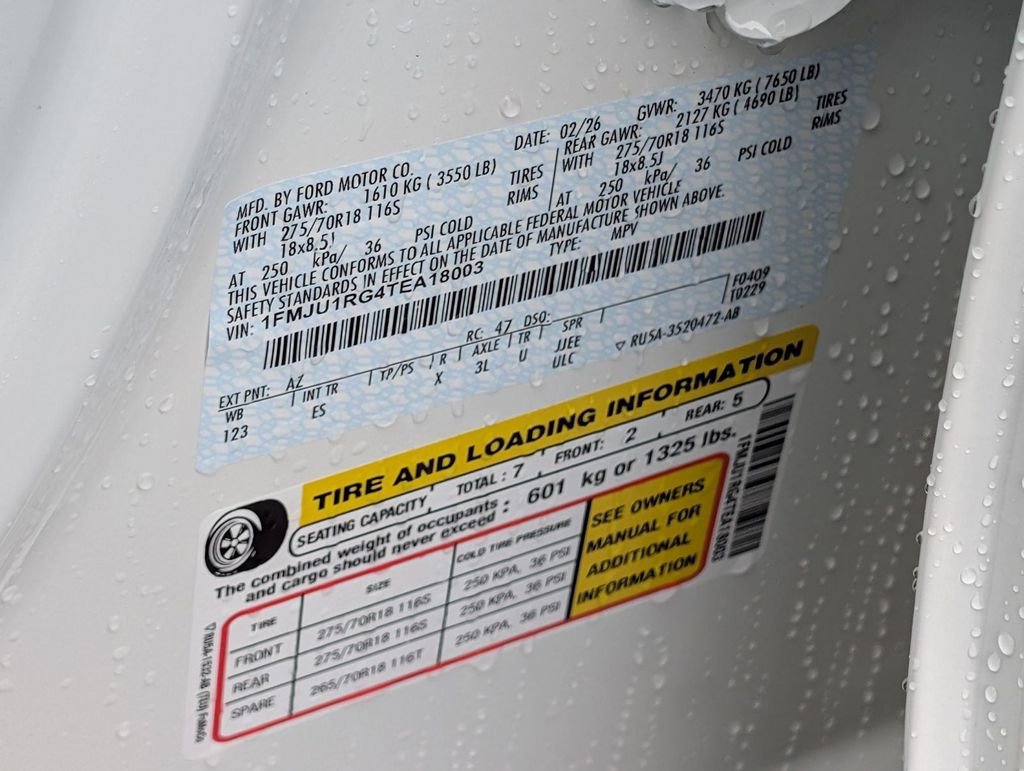 MFD. BY FORD MOTOR CO.
DATE: 02/26 GVWR: 3470 KG ( 7650 LB)
FRONT GAWR: 1610 KG ( 3550 LB)
REAR GAWR: 2127 KG ( 4690 LB)
WITH 275/70R18 116S TIRES
WITH 275/70R18 116S TIRES
18x8.5J RIMS
18x8.5J RIMS
AT 250 kPa/ 36 PSI COLD
AT 250 kPa/ 36 PSI COLD
THIS VEHICLE CONFORMS TO ALL APPLICABLE FEDERAL MOTOR VEHICLE
SAFETY STANDARDS IN EFFECT ON THE DATE OF MANUFACTURE SHOWN ABOVE.
VIN: 1FMJU1RG4TEA18003 TYPE: MPV
F0409
T0229
EXT PNT: AZ RC: 47 DSO:
WB INT TR TP/PS R AXLE TR SPR
123 ES X 3L U JJEE
ULC
▽ RU5A-3520472-AB
TIRE AND LOADING INFORMATION
SEATING CAPACITY TOTAL : 7 FRONT: 2 REAR: 5
The combined weight of occupants
and cargo should never exceed : 601 kg or 1325 lbs.
TIRE SIZE COLD TIRE PRESSURE
FRONT 275/70R18 116S 250 KPA, 36 PSI
REAR 275/70R18 116S 250 KPA, 36 PSI
SPARE 265/70R18 116T 250 KPA, 36 PSI
SEE OWNERS
MANUAL FOR
ADDITIONAL
INFORMATION
1FMJU1RG4TEA18003